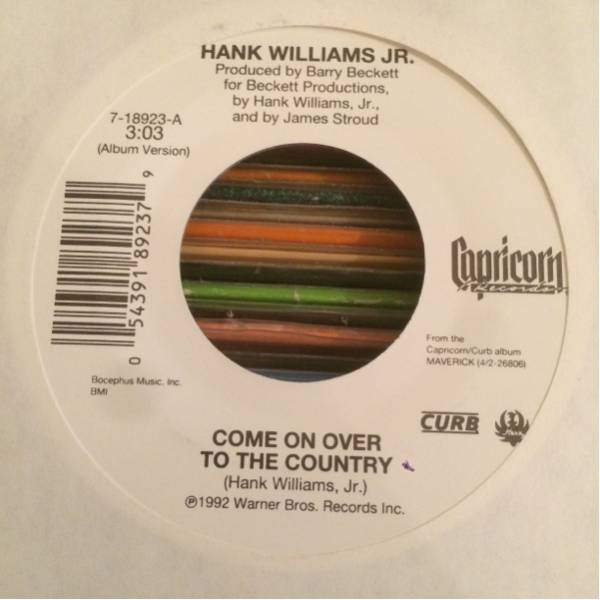 HANK WILLIAMS JR.
Produced by Barry Beckett
for Beckett Productions,
by Hank Williams, Jr.,
and by James Stroud
7-18923-A
3:03
(Album Version)
0 54391 89237 9
Capricorn
Records
From the
Capricorn/Curb album
MAVERICK (4/2-26806)
Bocephus Music, Inc.
BMI
CURB
COME ON OVER
TO THE COUNTRY
(Hank Williams, Jr.)
℗1992 Warner Bros. Records Inc.